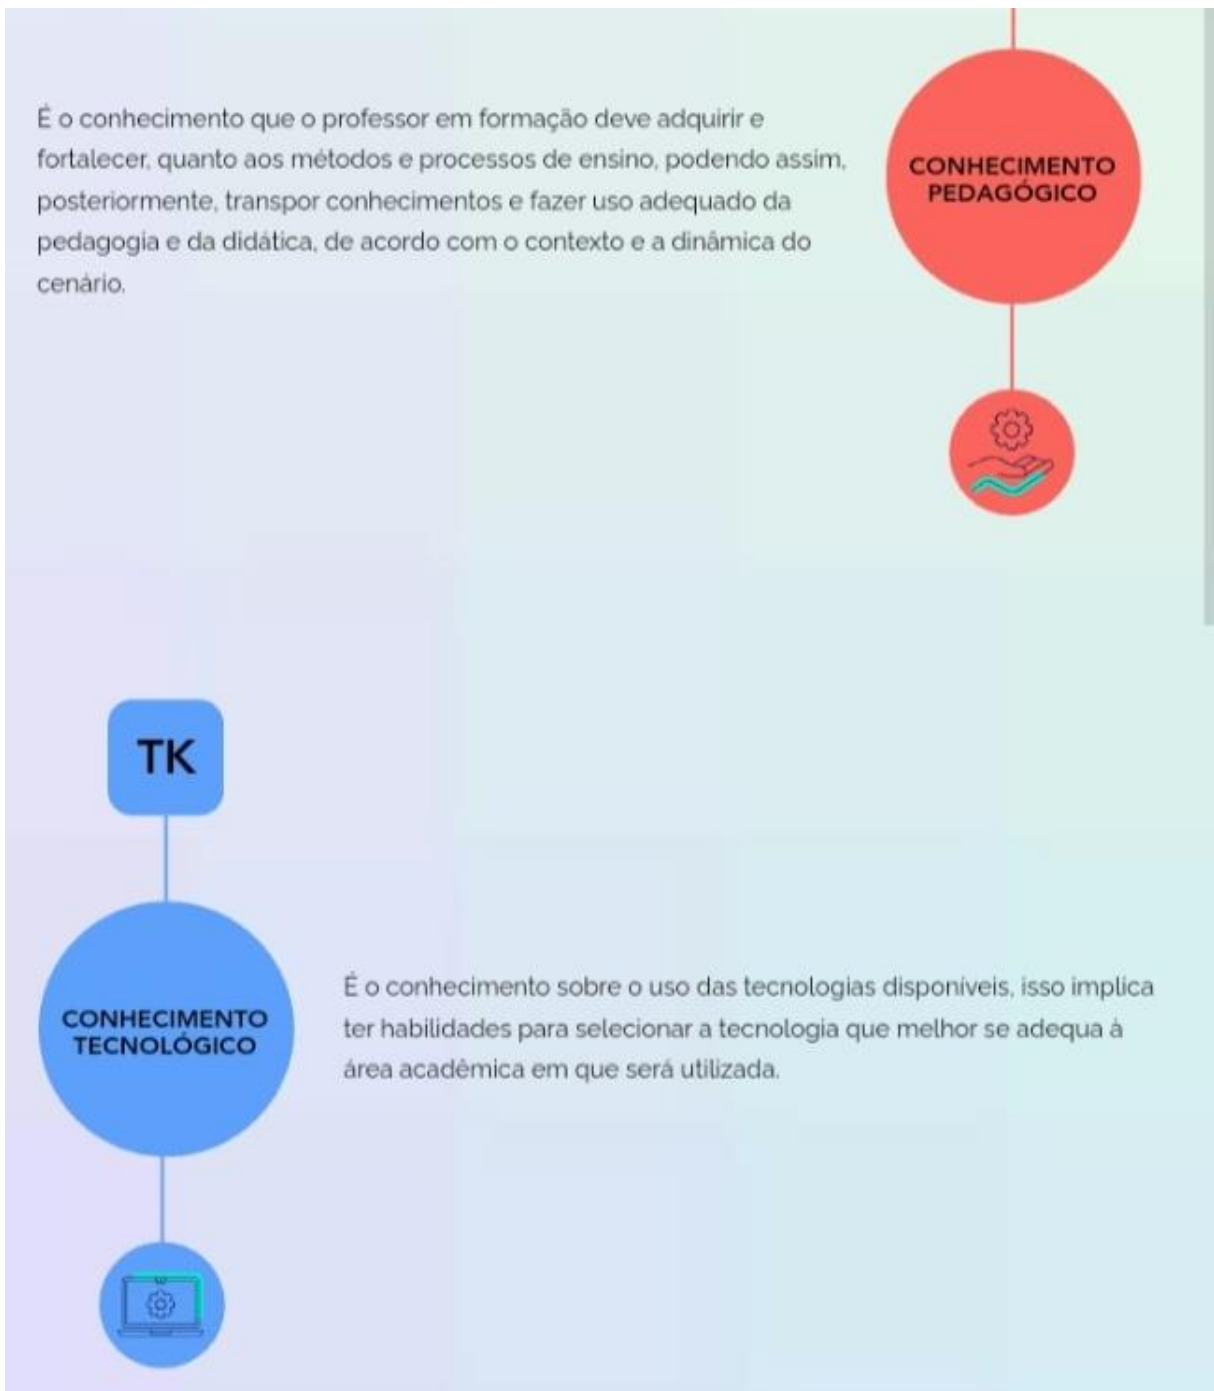 É o conhecimento que o professor em formação deve adquirir e
fortalecer, quanto aos métodos e processos de ensino, podendo assim,
posteriormente, transpor conhecimentos e fazer uso adequado da
pedagogia e da didática, de acordo com o contexto e a dinâmica do
cenário.
CONHECIMENTO
PEDAGÓGICO
TK
CONHECIMENTO
TECNOLÓGICO
É o conhecimento sobre o uso das tecnologias disponíveis, isso implica
ter habilidades para selecionar a tecnologia que melhor se adequa à
área acadêmica em que será utilizada.